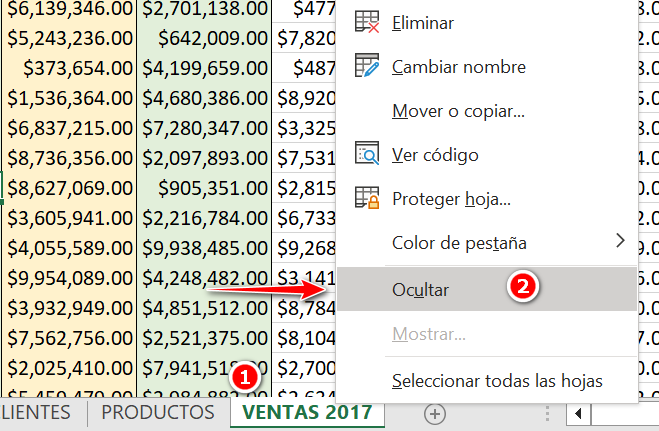 $6,139,346.00 $2,701,138.00 $477
Eliminar
$5,243,236.00 $642,009.00 $7,820
$373,654.00 $4,199,659.00 $487
Cambiar nombre
$1,536,364.00 $4,680,386.00 $8,920
Mover o copiar...
$6,837,215.00 $7,280,347.00 $3,325
$8,736,356.00 $2,097,893.00 $7,531
Ver código
$8,627,069.00 $905,351.00 $2,815
Proteger hoja...
$3,605,941.00 $2,216,784.00 $6,733
$4,055,589.00 $9,938,485.00 $9,268
Color de pestaña
$9,954,089.00 $4,248,482.00 $3,141
Ocultar 2
$3,932,949.00 $4,851,512.00 $8,784
$7,562,756.00 $2,521,375.00 $8,104
Mostrar...
$2,025,410.00 $2,700
1
Seleccionar todas las hojas
LIENTES PRODUCTOS VENTAS 2017